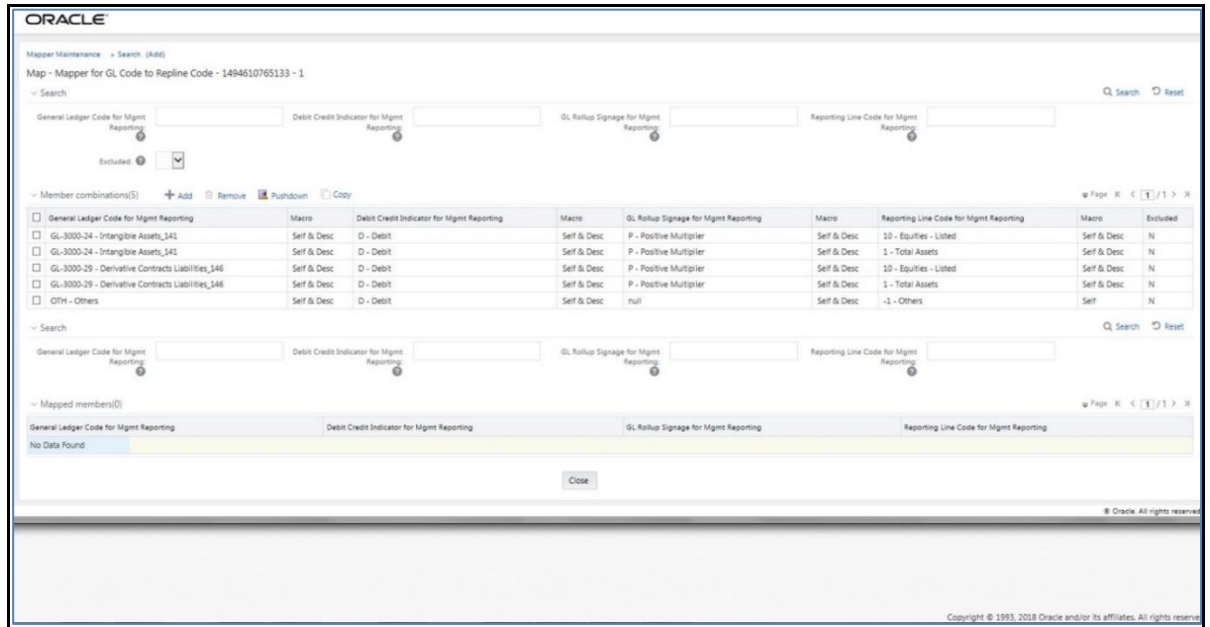 ORACLE
Mapper Maintenance » Search (Add)
Map - Mapper for GL Code to Repline Code - 1494610765133 - 1
Search
Search Reset
General Ledger Code for Mgmt Reporting: Debit Credit Indicator for Mgmt Reporting: GL Rollup Signage for Mgmt Reporting: Reporting Line Code for Mgmt Reporting:
Excluded:
Member combinations(5) Add Remove Pushdown Copy Page 1 / 1
General Ledger Code for Mgmt Reporting Macro Debit Credit Indicator for Mgmt Reporting Macro GL Rollup Signage for Mgmt Reporting Macro Reporting Line Code for Mgmt Reporting Macro Excluded
GL-3000-24 - Intangible Assets_141 Self & Desc D - Debit Self & Desc P - Positive Multiplier Self & Desc 10 - Equities - Listed Self & Desc N
GL-3000-24 - Intangible Assets_141 Self & Desc D - Debit Self & Desc P - Positive Multiplier Self & Desc 1 - Total Assets Self & Desc N
GL-3000-29 - Derivative Contracts Liabilities_146 Self & Desc D - Debit Self & Desc P - Positive Multiplier Self & Desc 10 - Equities - Listed Self & Desc N
GL-3000-29 - Derivative Contracts Liabilities_146 Self & Desc D - Debit Self & Desc P - Positive Multiplier Self & Desc 1 - Total Assets Self & Desc N
OTH - Others Self & Desc D - Debit Self & Desc null Self & Desc -1 - Others Self N
Search
Search Reset
General Ledger Code for Mgmt Reporting: Debit Credit Indicator for Mgmt Reporting: GL Rollup Signage for Mgmt Reporting: Reporting Line Code for Mgmt Reporting:
Mapped members(0) Page 1 / 1
General Ledger Code for Mgmt Reporting Debit Credit Indicator for Mgmt Reporting GL Rollup Signage for Mgmt Reporting Reporting Line Code for Mgmt Reporting
No Data Found
Close
® Oracle. All rights reserved
Copyright © 1993, 2018 Oracle and/or its affiliates. All rights reserve